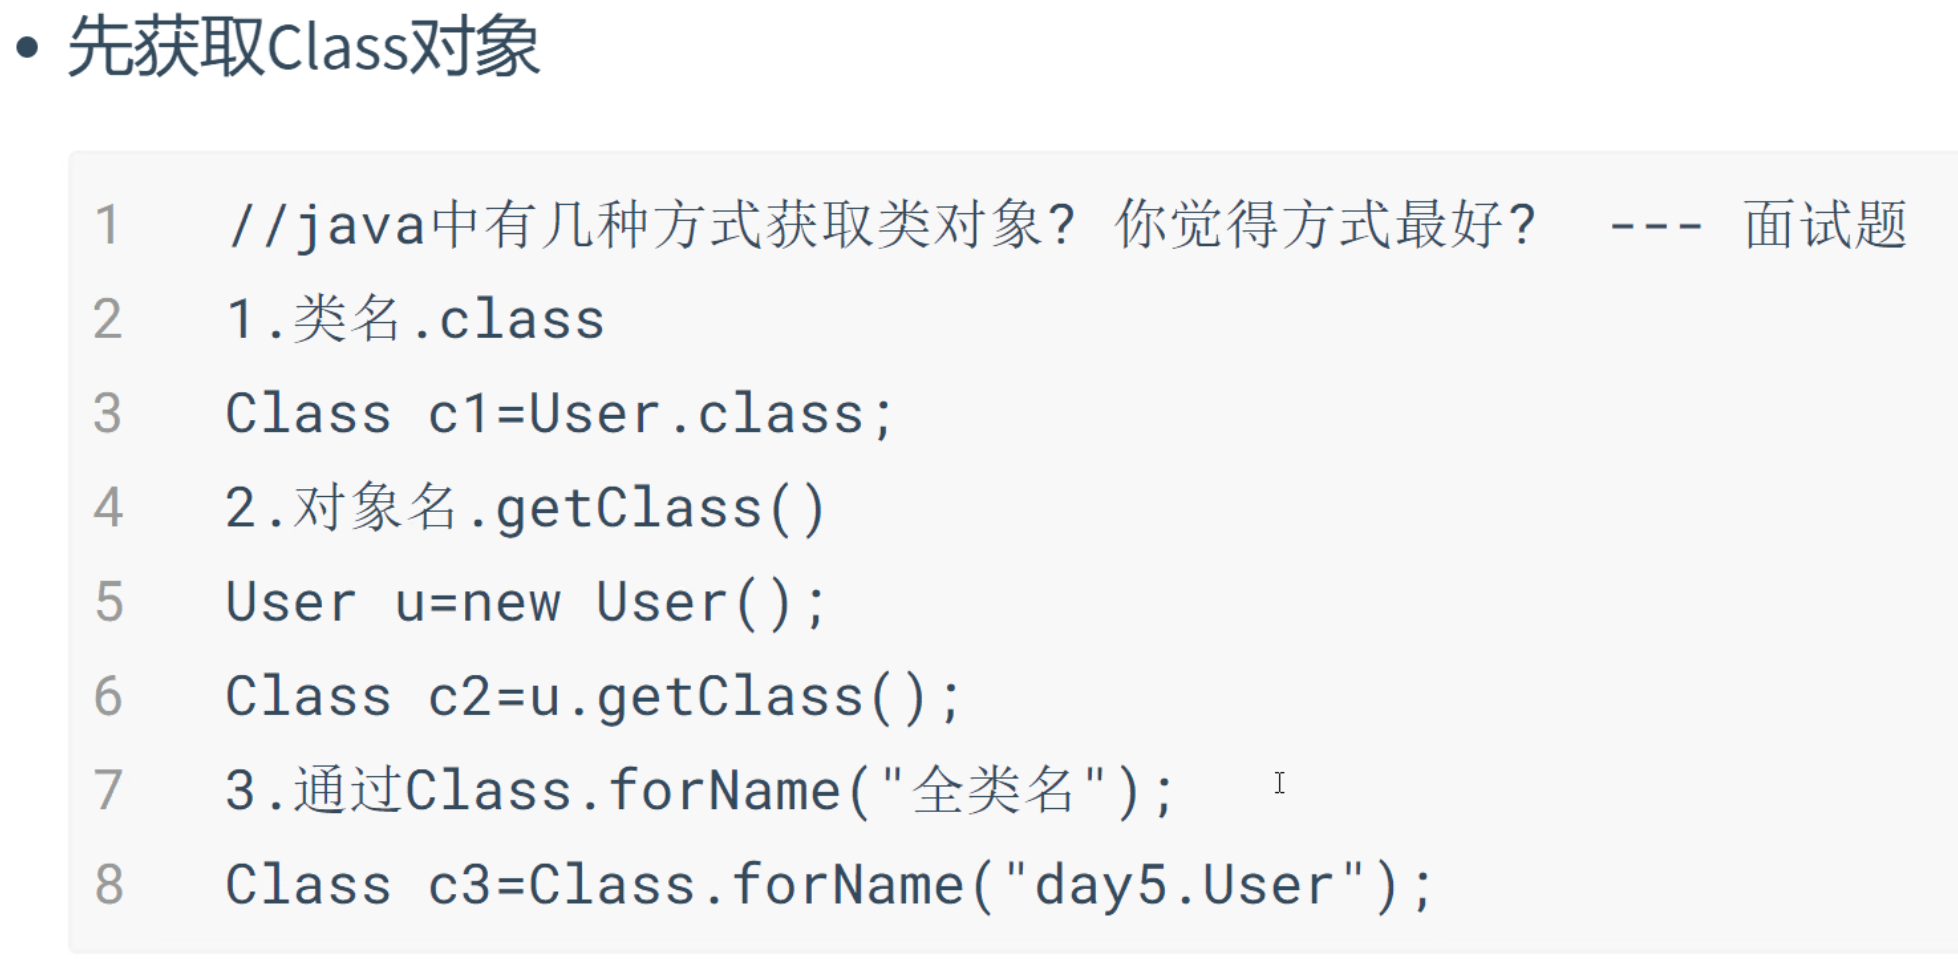 • 先获取Class对象
1 //java中有几种方式获取类对象? 你觉得方式最好? --- 面试题
2 1.类名.class
3 Class c1=User.class;
4 2.对象名.getClass()
5 User u=new User();
6 Class c2=u.getClass();
7 3.通过Class.forName("全类名");
8 Class c3=Class.forName("day5.User");